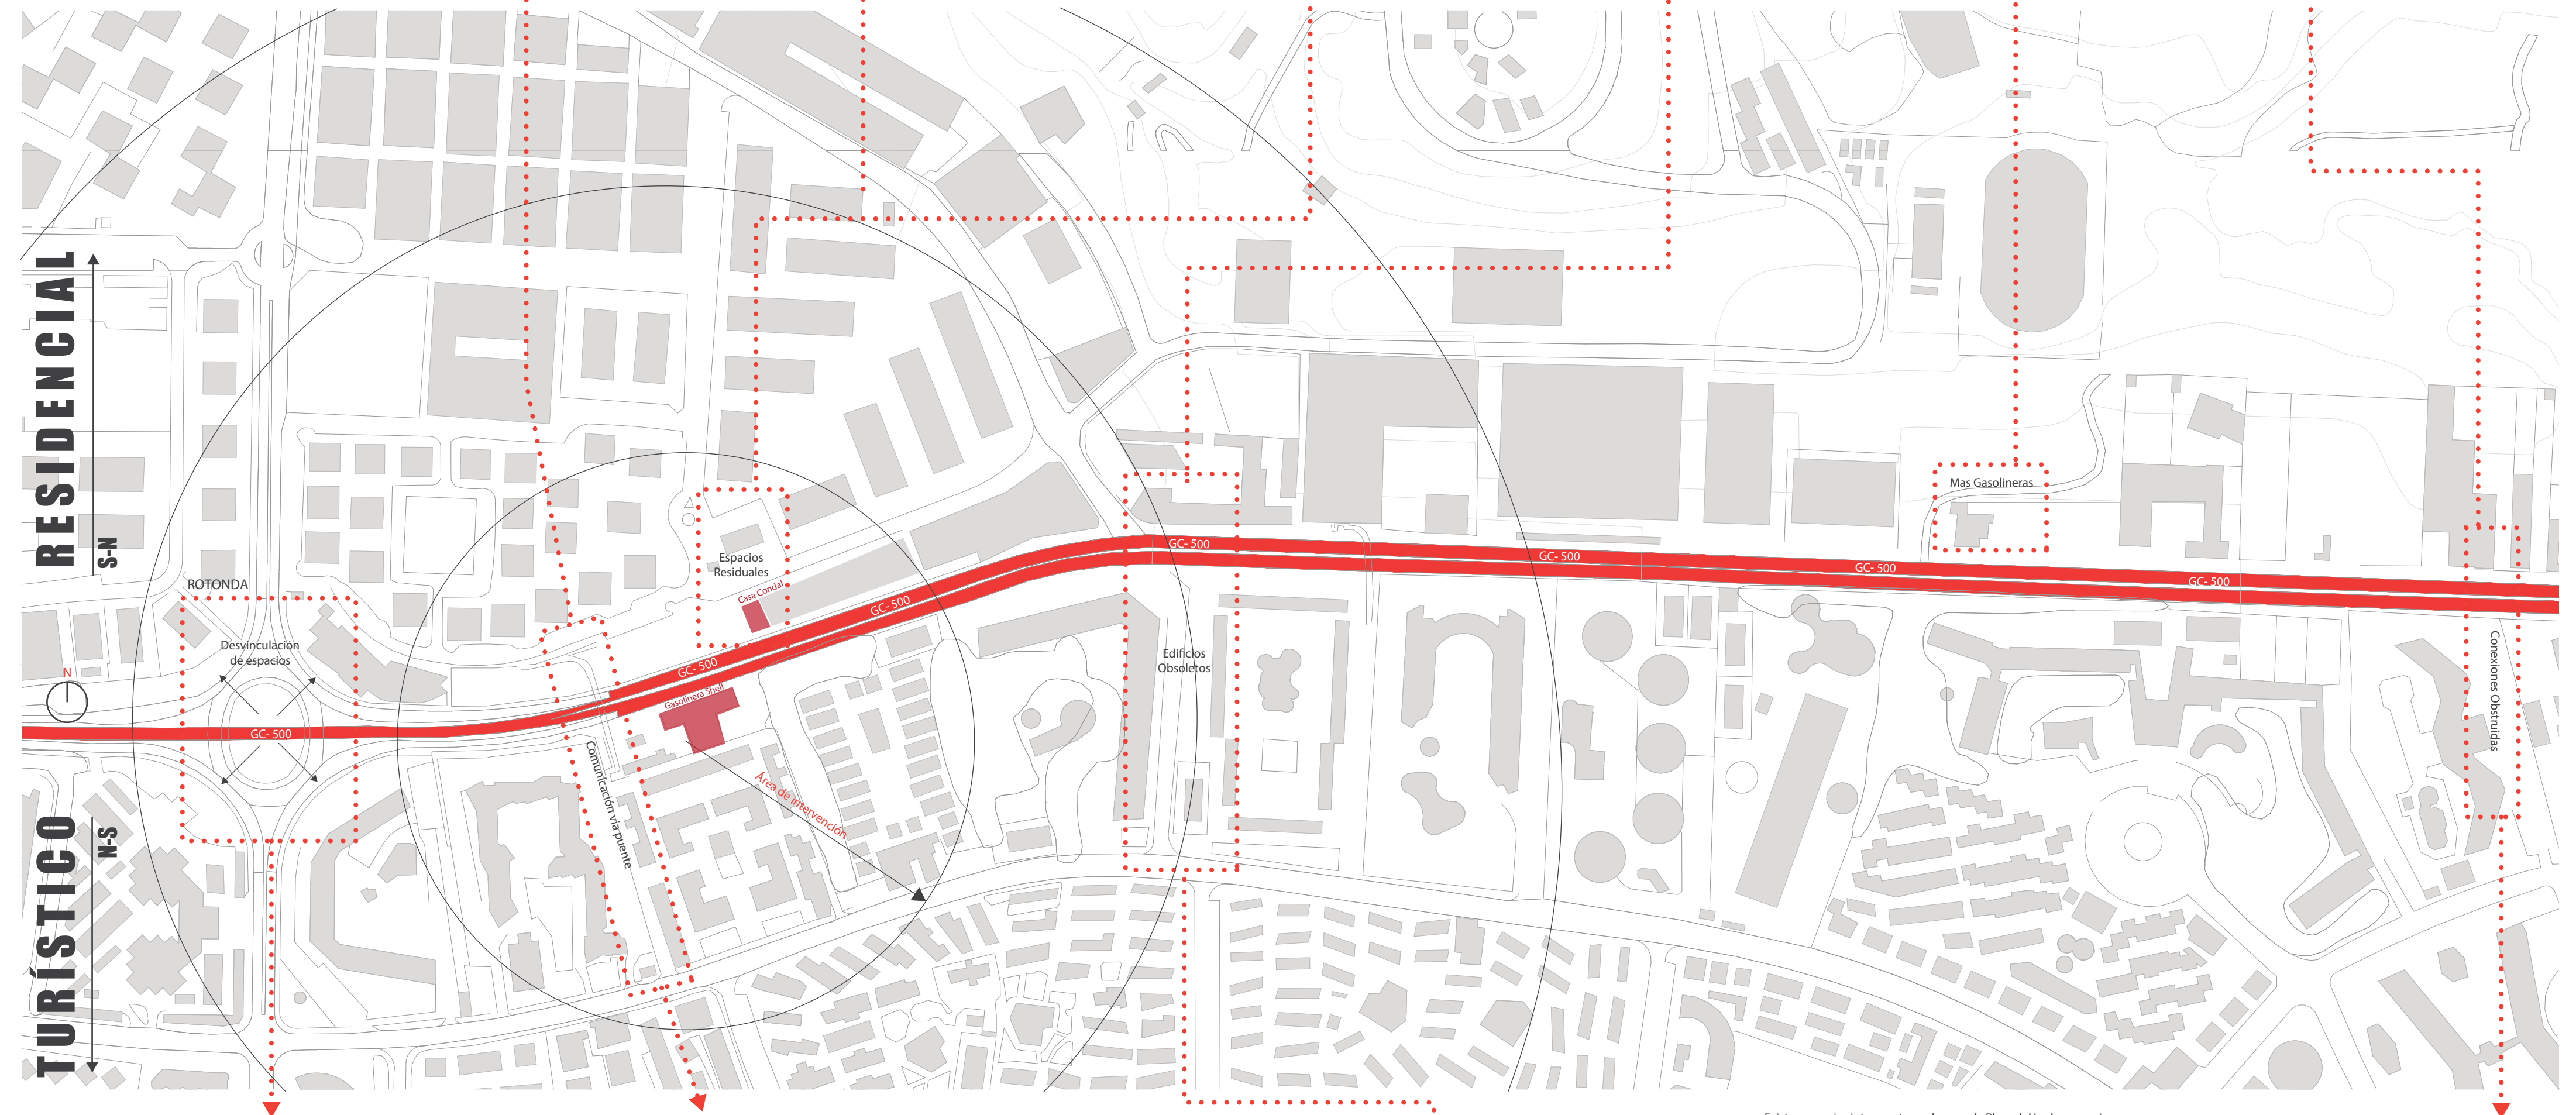 RESIDENCIAL
S-N
Mas Gasolineras
GC- 500
GC- 500
GC- 500
GC- 500
Espacios
Residuales
Casa Condal
GC- 500
ROTONDA
Desvinculación
de espacios
Edificios
Obsoletos
Conexiones Obstruidas
N
GC- 500
Gasolinera Shell
GC- 500
Comunicación via puente
Área de intervención
TURÍSTICO
N-S